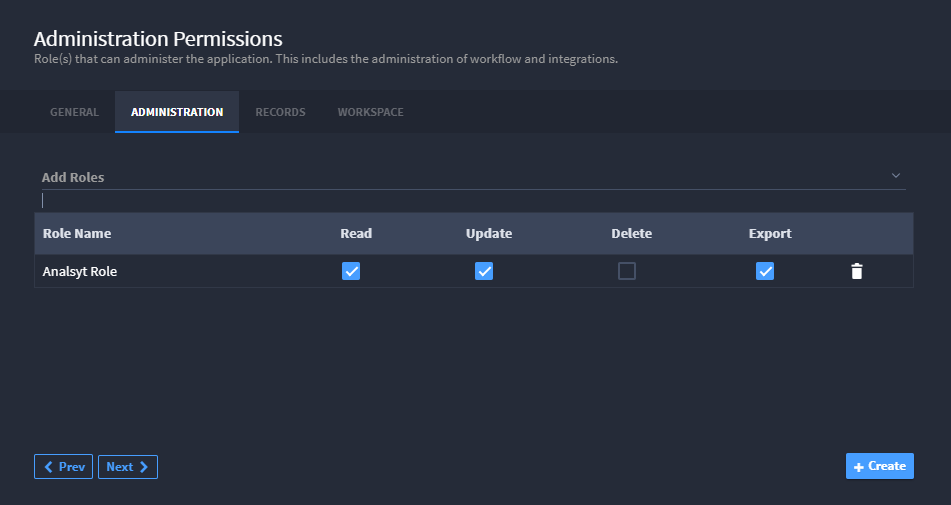 Administration Permissions
Role(s) that can administer the application. This includes the administration of workflow and integrations.
GENERAL ADMINISTRATION RECORDS WORKSPACE
Add Roles
Role Name Read Update Delete Export
Analsyt Role
Prev Next Create